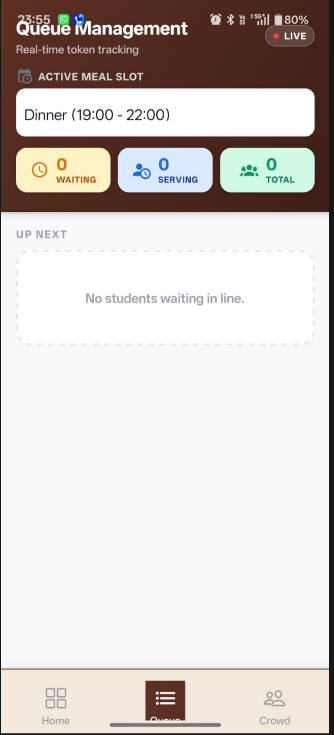 23:55 80%
Queue Management
Real-time token tracking
LIVE
ACTIVE MEAL SLOT
Dinner (19:00 - 22:00)
0 WAITING
0 SERVING
0 TOTAL
UP NEXT
No students waiting in line.
Home Queue Crowd